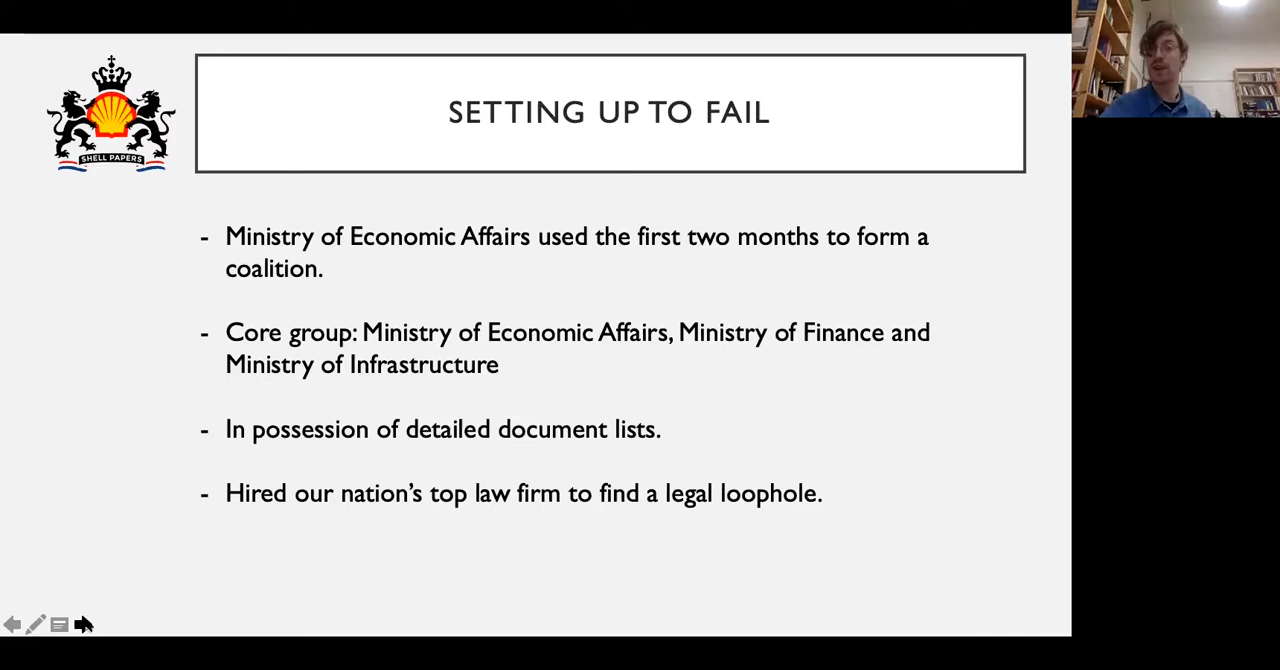 SETTING UP TO FAIL
SHELL PAPERS
- Ministry of Economic Affairs used the first two months to form a
coalition.
- Core group: Ministry of Economic Affairs, Ministry of Finance and
Ministry of Infrastructure
- In possession of detailed document lists.
- Hired our nation's top law firm to find a legal loophole.